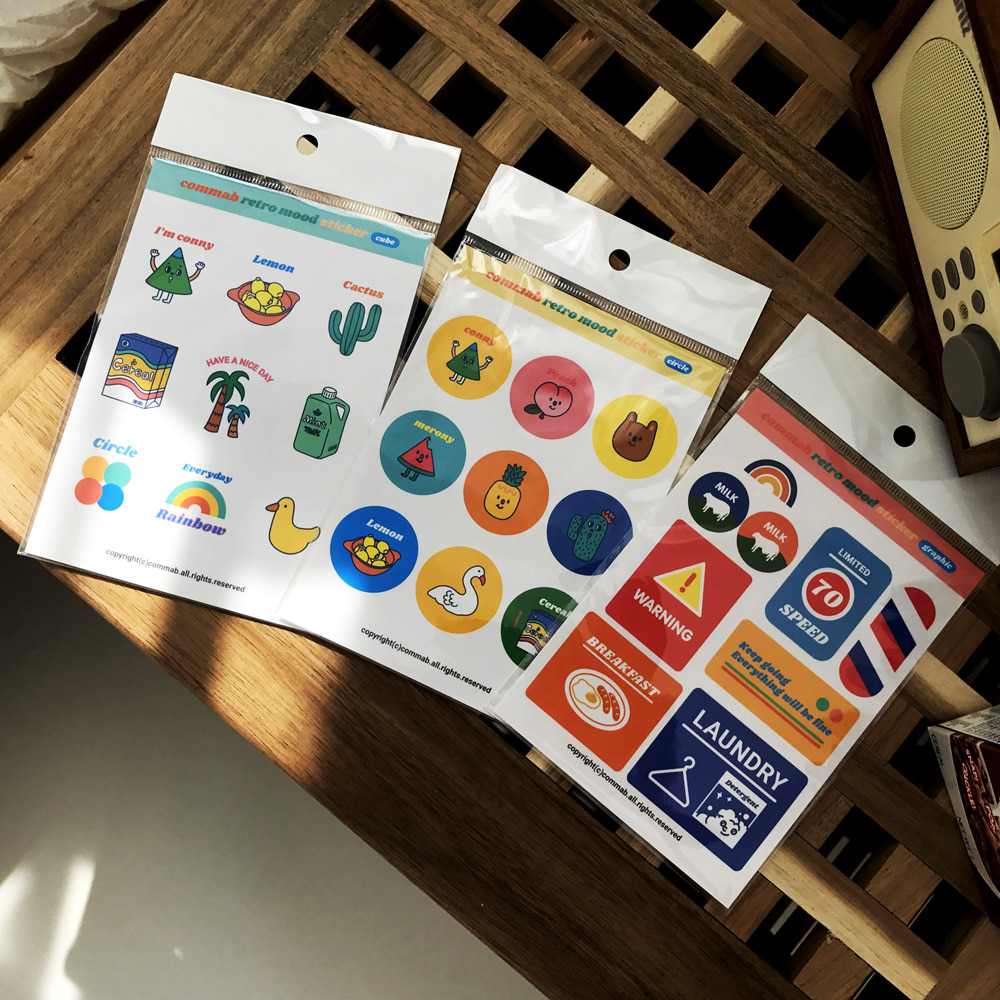 commab retro mood sticker cube
I'm conny
Lemon
Cactus
Cereal
HAVE A NICE DAY
Mint
Circle
Everyday
Rainbow
copyright(c)commab.all.rights.reserved
commab retro mood sticker circle
conny
Peach
merony
Lemon
Cereal
copyright(c)commab.all.rights.reserved
commab retro mood sticker graphic
MILK
MILK
LIMITED
70
SPEED
WARNING
Keep going
Everything will be fine
BREAKFAST
LAUNDRY
Detergent
copyright(c)commab.all.rights.reserved